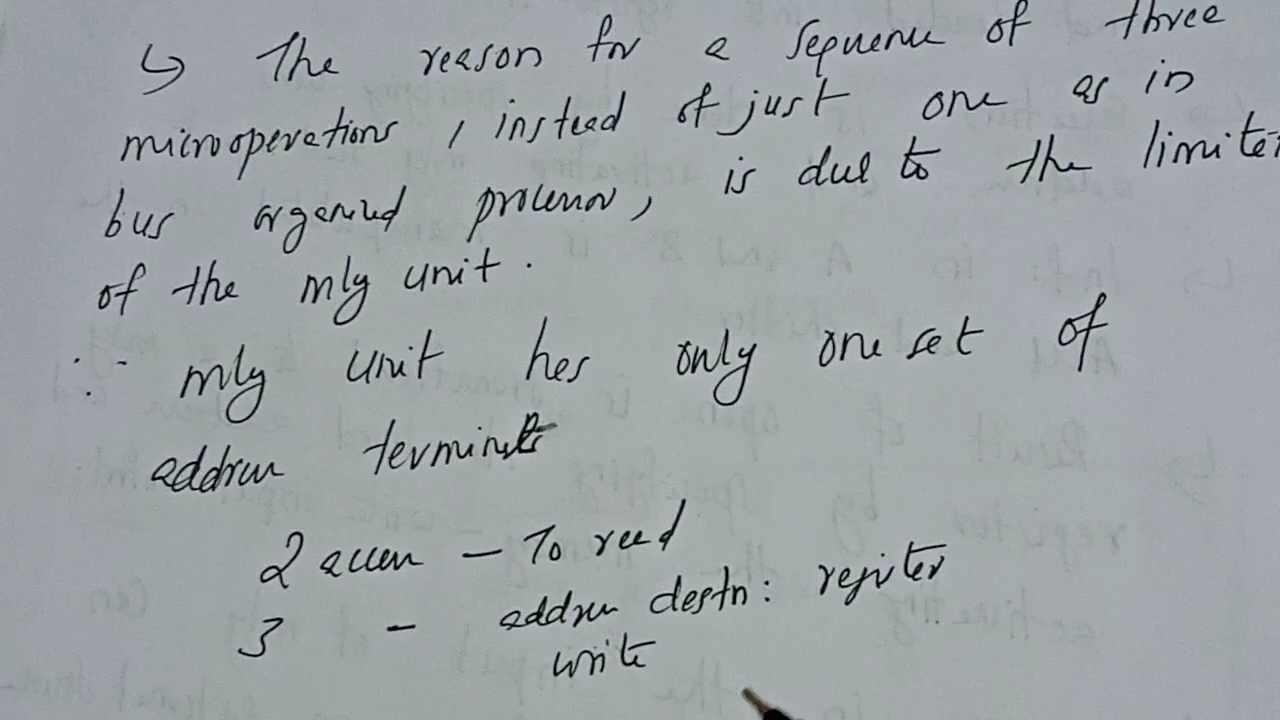 ↳ The reason for a sequence of three
microoperations, instead of just one as in
bus organized processor, is due to the limite
of the mly unit.
∵ mly unit has only one set of
address terminals
2 access – To read
3 – address destn: register
write